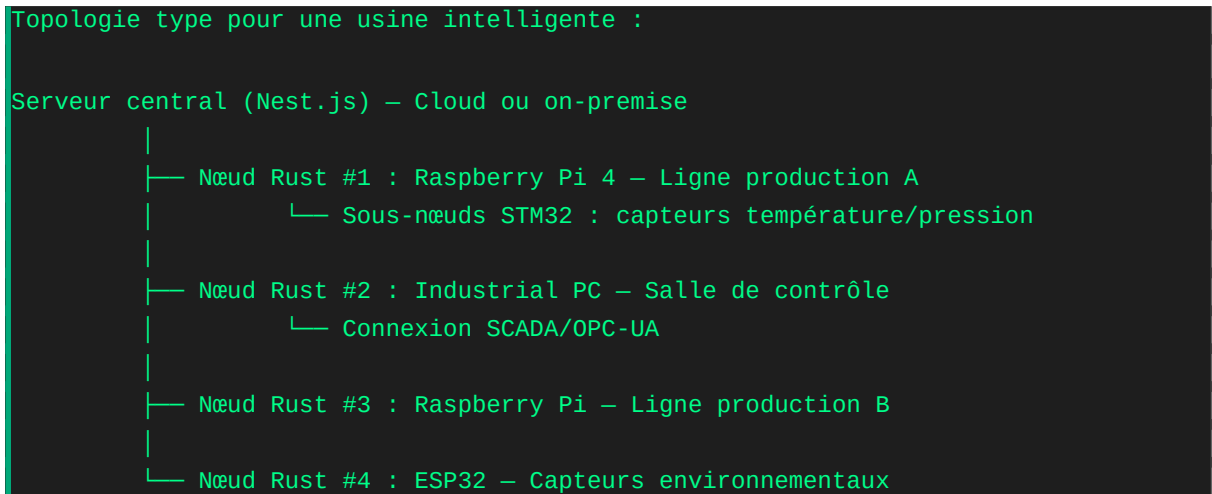 Topologie type pour une usine intelligente :
Serveur central (Nest.js) — Cloud ou on-premise
│
├── Nœud Rust #1 : Raspberry Pi 4 — Ligne production A
│ └── Sous-nœuds STM32 : capteurs température/pression
│
├── Nœud Rust #2 : Industrial PC — Salle de contrôle
│ └── Connexion SCADA/OPC-UA
│
├── Nœud Rust #3 : Raspberry Pi — Ligne production B
│
└── Nœud Rust #4 : ESP32 — Capteurs environnementaux